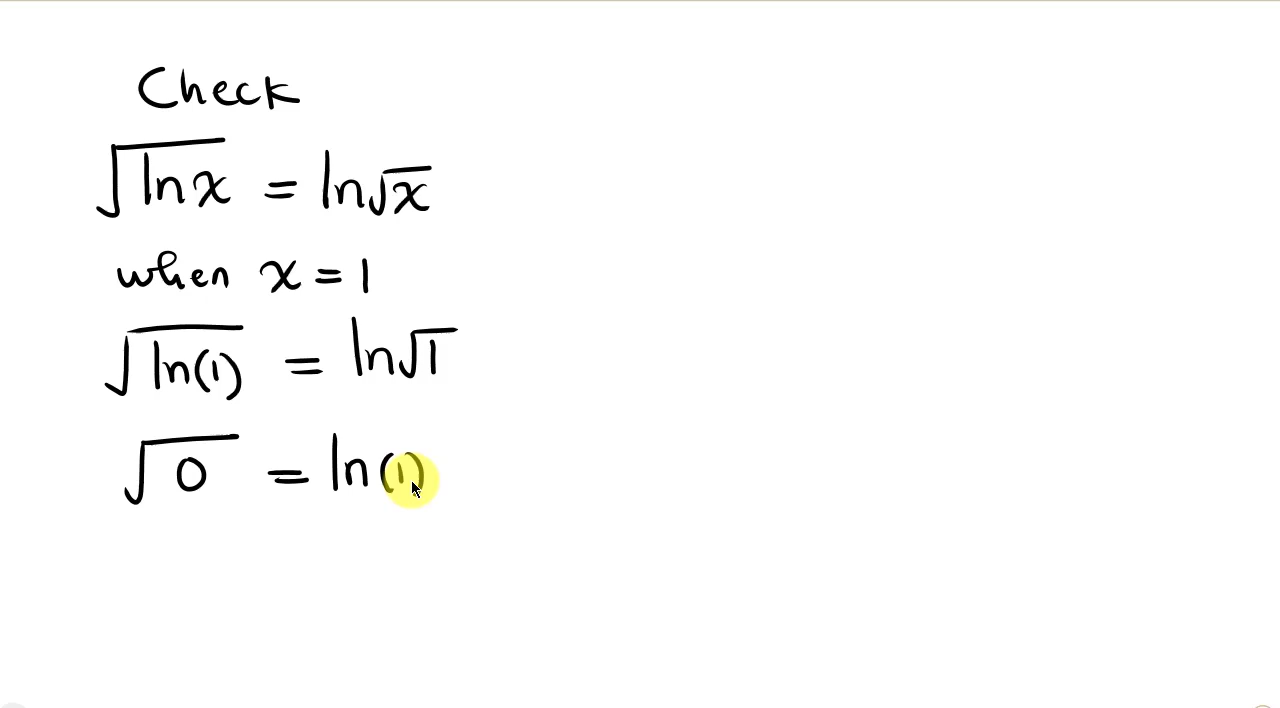 Check
√ln x = ln√x
when x = 1
√ln(1) = ln√1
√0 = ln(1)